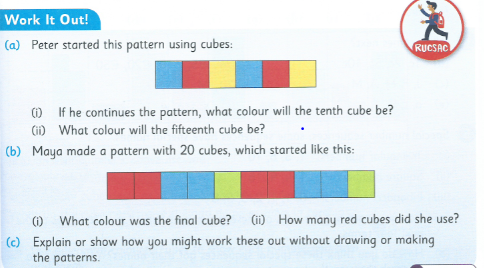 Work It Out!
RUCSAC
(a) Peter started this pattern using cubes:
(i) If he continues the pattern, what colour will the tenth cube be?
(ii) What colour will the fifteenth cube be?
(b) Maya made a pattern with 20 cubes, which started like this:
(i) What colour was the final cube? (ii) How many red cubes did she use?
(c) Explain or show how you might work these out without drawing or making
the patterns.